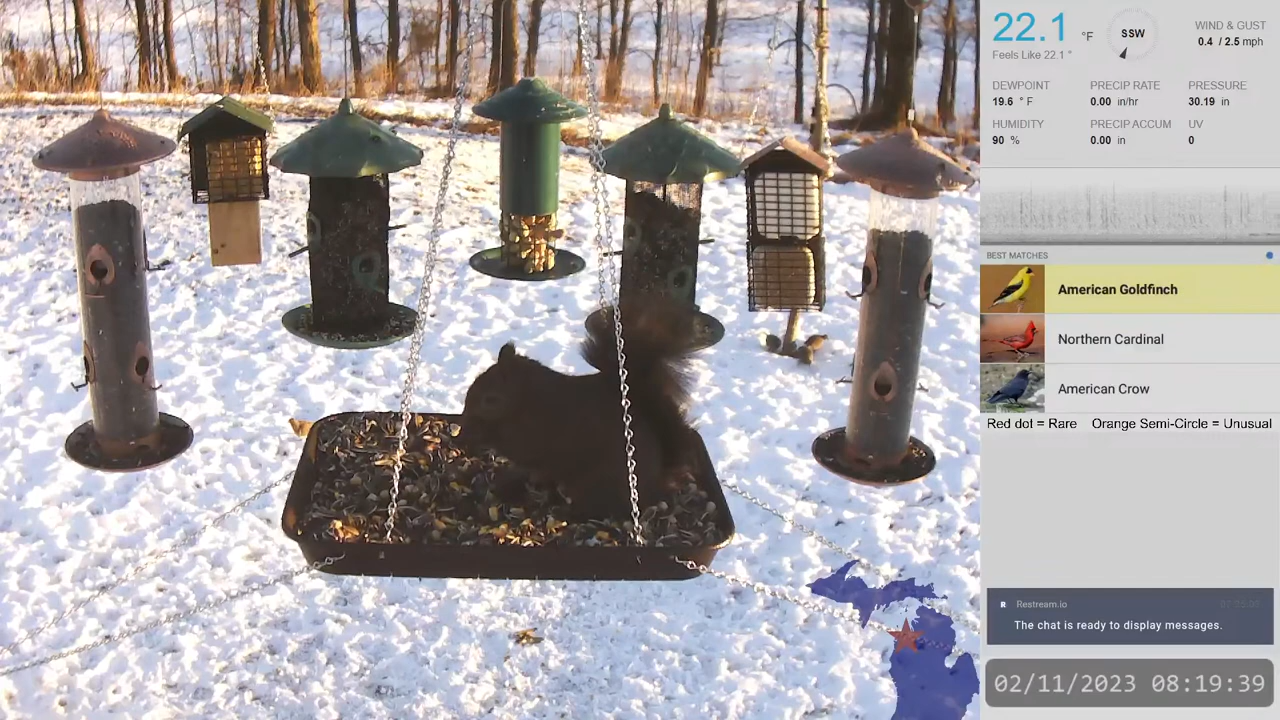 22.1 °F
Feels Like 22.1 °
SSW
WIND & GUST
0.4 / 2.5 mph
DEWPOINT
19.6 ° F
PRECIP RATE
0.00 in/hr
PRESSURE
30.19 in
HUMIDITY
90 %
PRECIP ACCUM
0.00 in
UV
0
BEST MATCHES
American Goldfinch
Northern Cardinal
American Crow
Red dot = Rare Orange Semi-Circle = Unusual
R Restream.io
The chat is ready to display messages.
02/11/2023 08:19:39